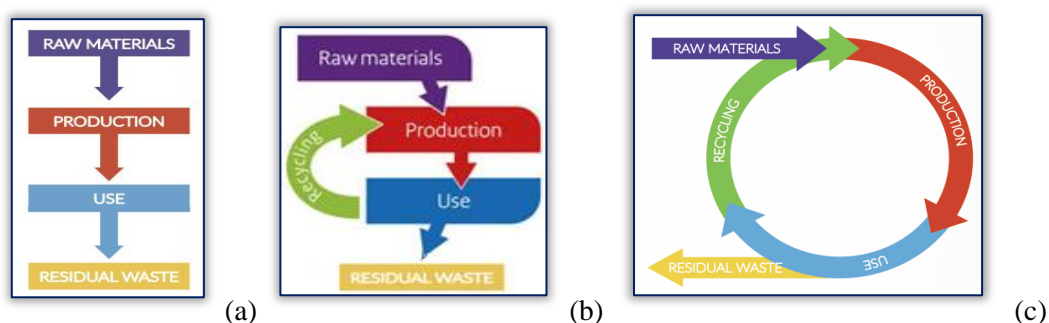 RAW MATERIALS
PRODUCTION
USE
RESIDUAL WASTE
(a)
Raw materials
Production
Recycling
Use
RESIDUAL WASTE
(b)
RAW MATERIALS
PRODUCTION
RECYCLING
USE
RESIDUAL WASTE
(c)